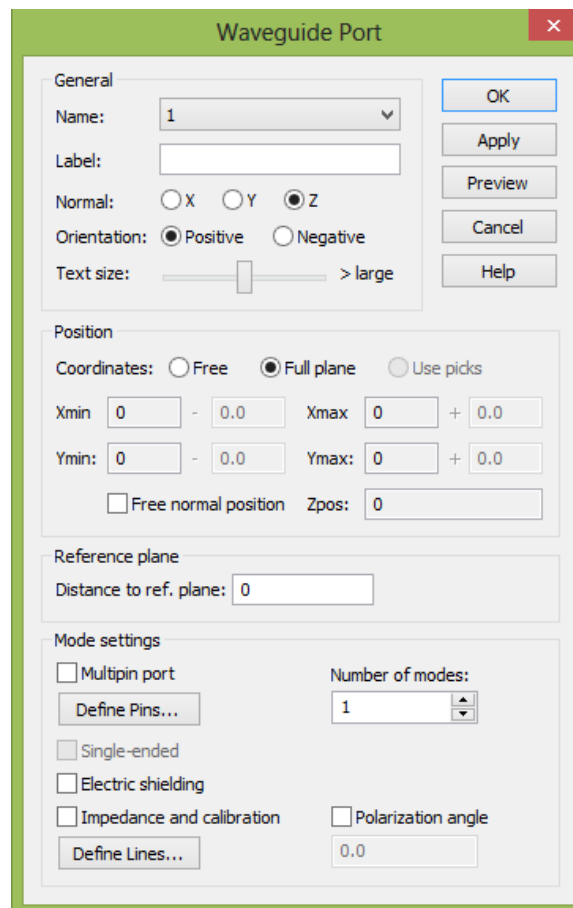 Waveguide Port
General
Name: 1
Label:
Normal: X Y Z
Orientation: Positive Negative
Text size: > large
OK
Apply
Preview
Cancel
Help
Position
Coordinates: Free Full plane Use picks
Xmin 0 - 0.0 Xmax 0 + 0.0
Ymin: 0 - 0.0 Ymax: 0 + 0.0
Free normal position Zpos: 0
Reference plane
Distance to ref. plane: 0
Mode settings
Multipin port Number of modes:
Define Pins... 1
Single-ended
Electric shielding
Impedance and calibration Polarization angle
Define Lines... 0.0